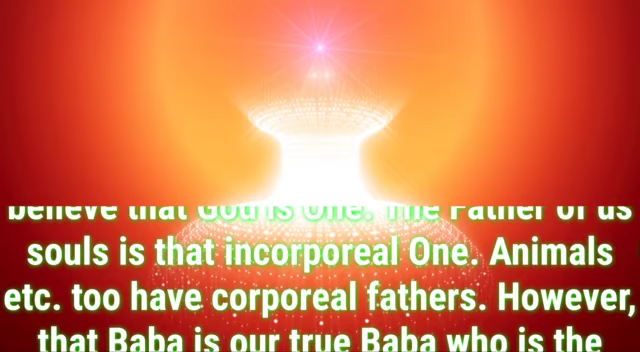 believe that God is One. The Father of us
souls is that incorporeal One. Animals
etc. too have corporeal fathers. However,
that Baba is our true Baba who is the